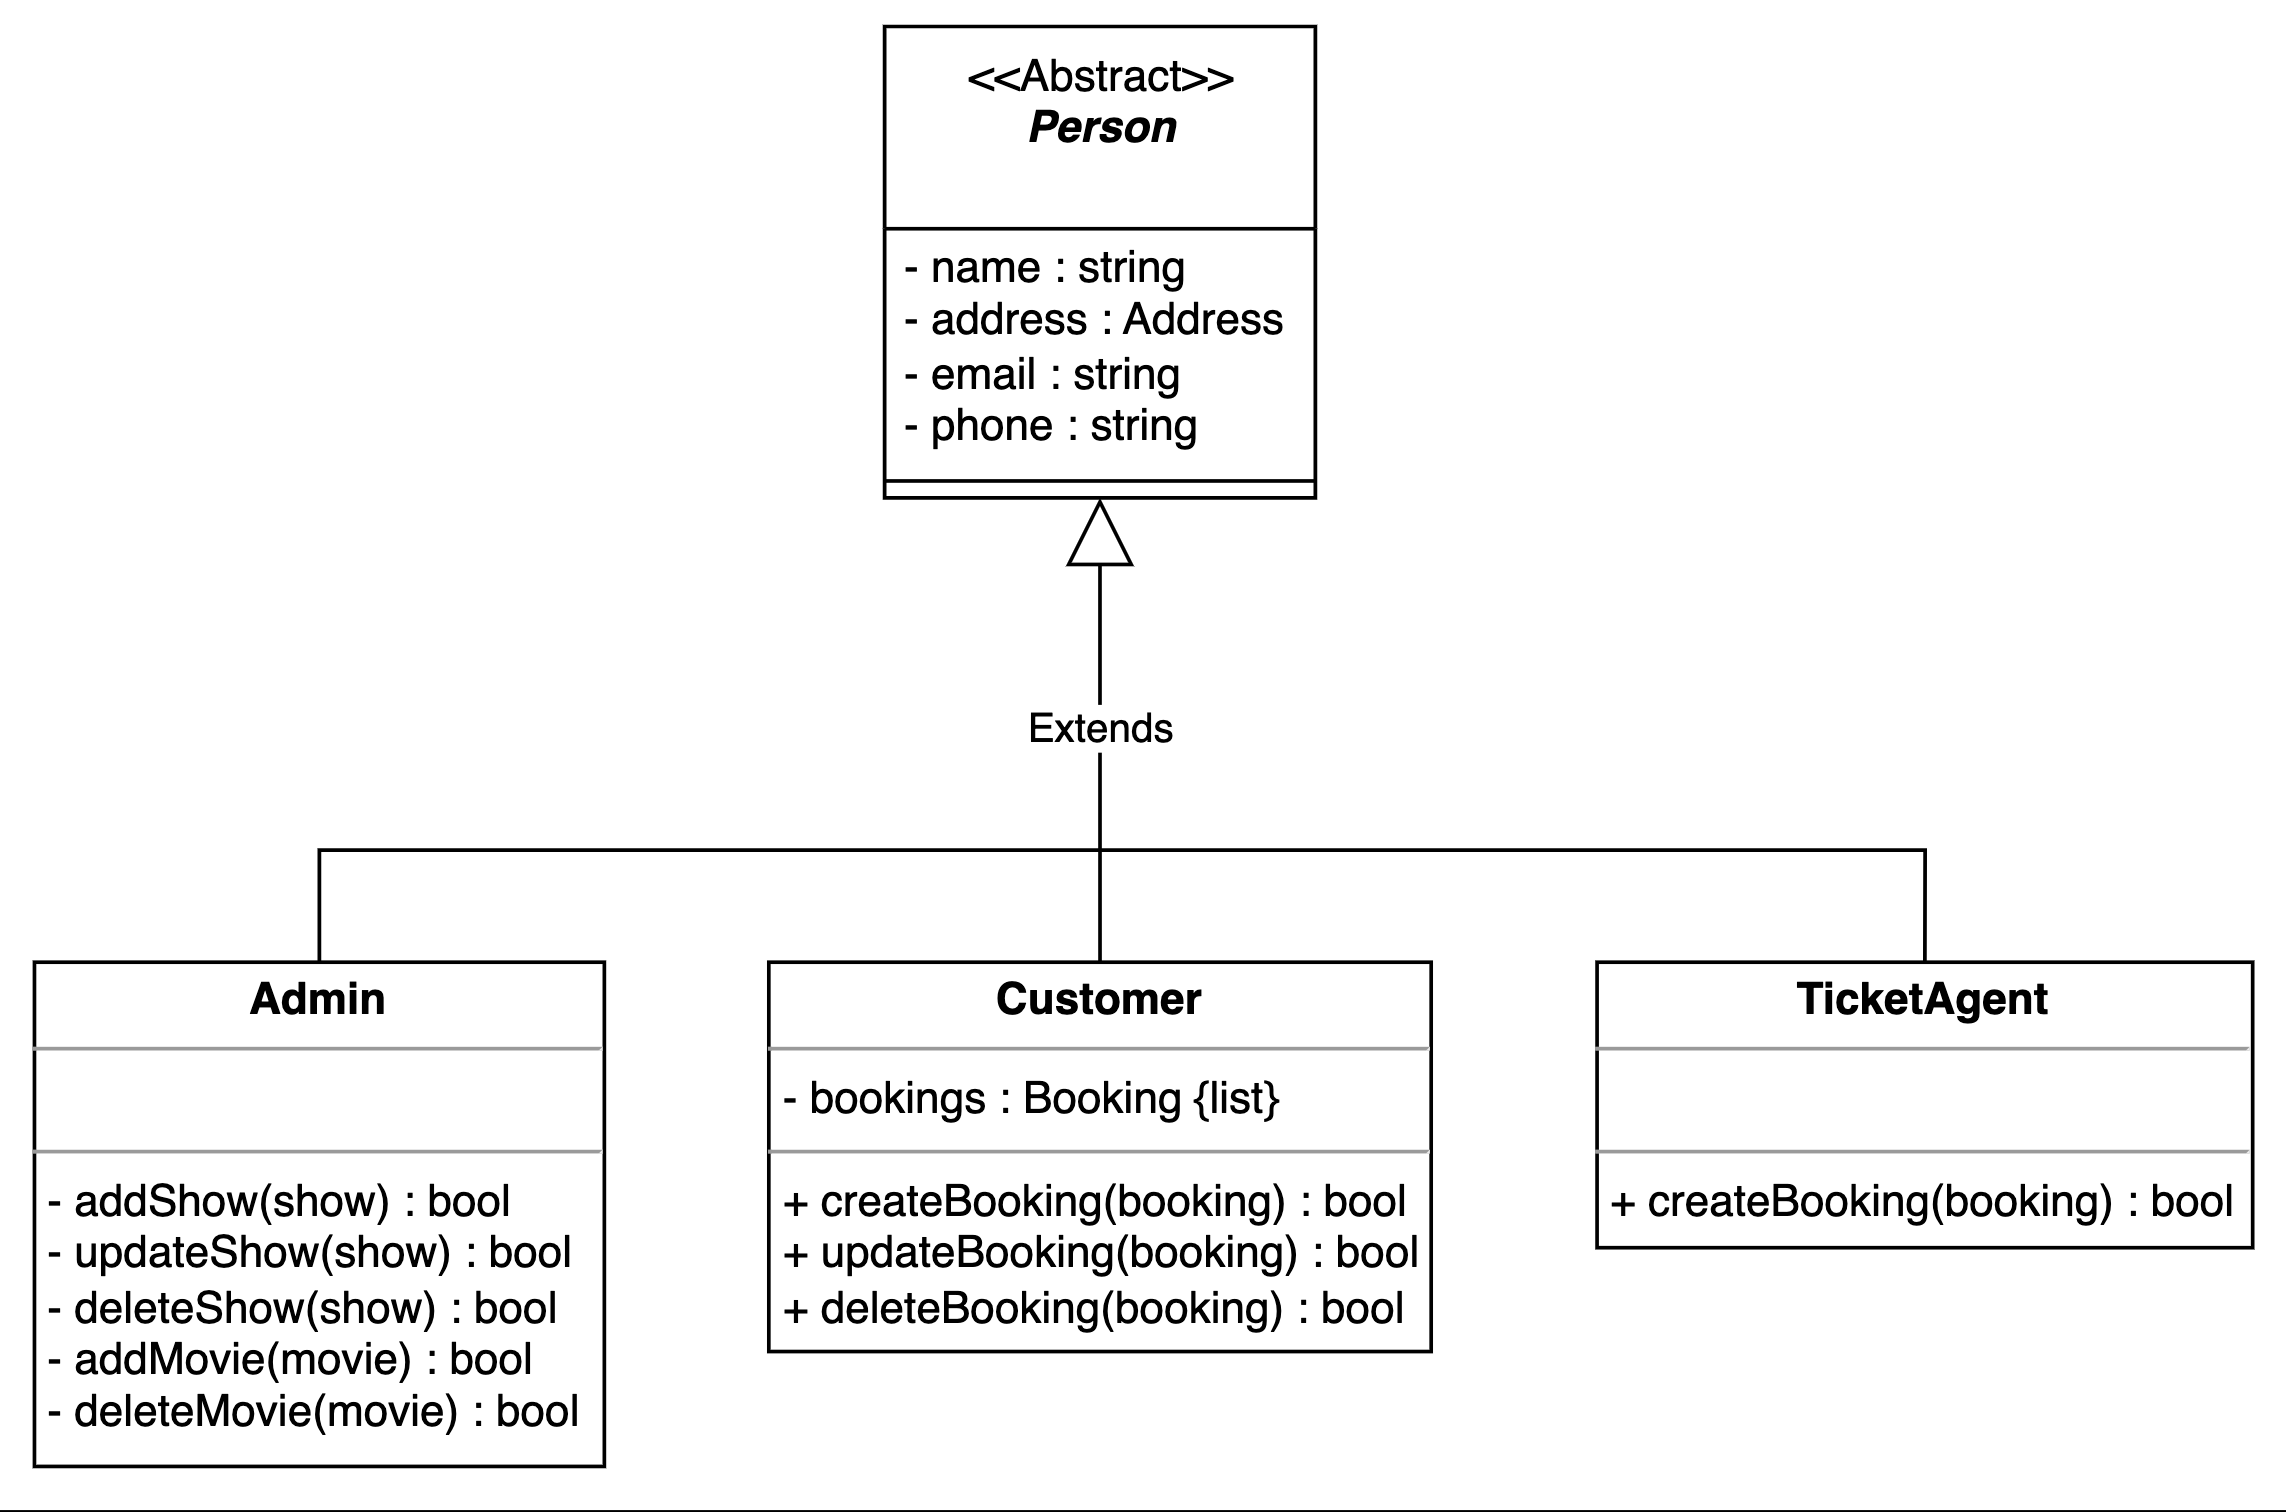 <<Abstract>>
Person
- name : string
- address : Address
- email : string
- phone : string
Extends
Admin
- addShow(show) : bool
- updateShow(show) : bool
- deleteShow(show) : bool
- addMovie(movie) : bool
- deleteMovie(movie) : bool
Customer
- bookings : Booking {list}
+ createBooking(booking) : bool
+ updateBooking(booking) : bool
+ deleteBooking(booking) : bool
TicketAgent
+ createBooking(booking) : bool